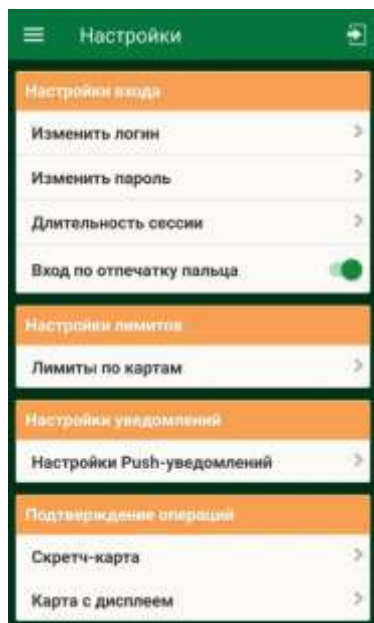 Настройки
Настройки входа
Изменить логин
Изменить пароль
Длительность сессии
Вход по отпечатку пальца
Настройки лимитов
Лимиты по картам
Настройки уведомлений
Настройки Push-уведомлений
Подтверждение операций
Скретч-карта
Карта с дисплеем